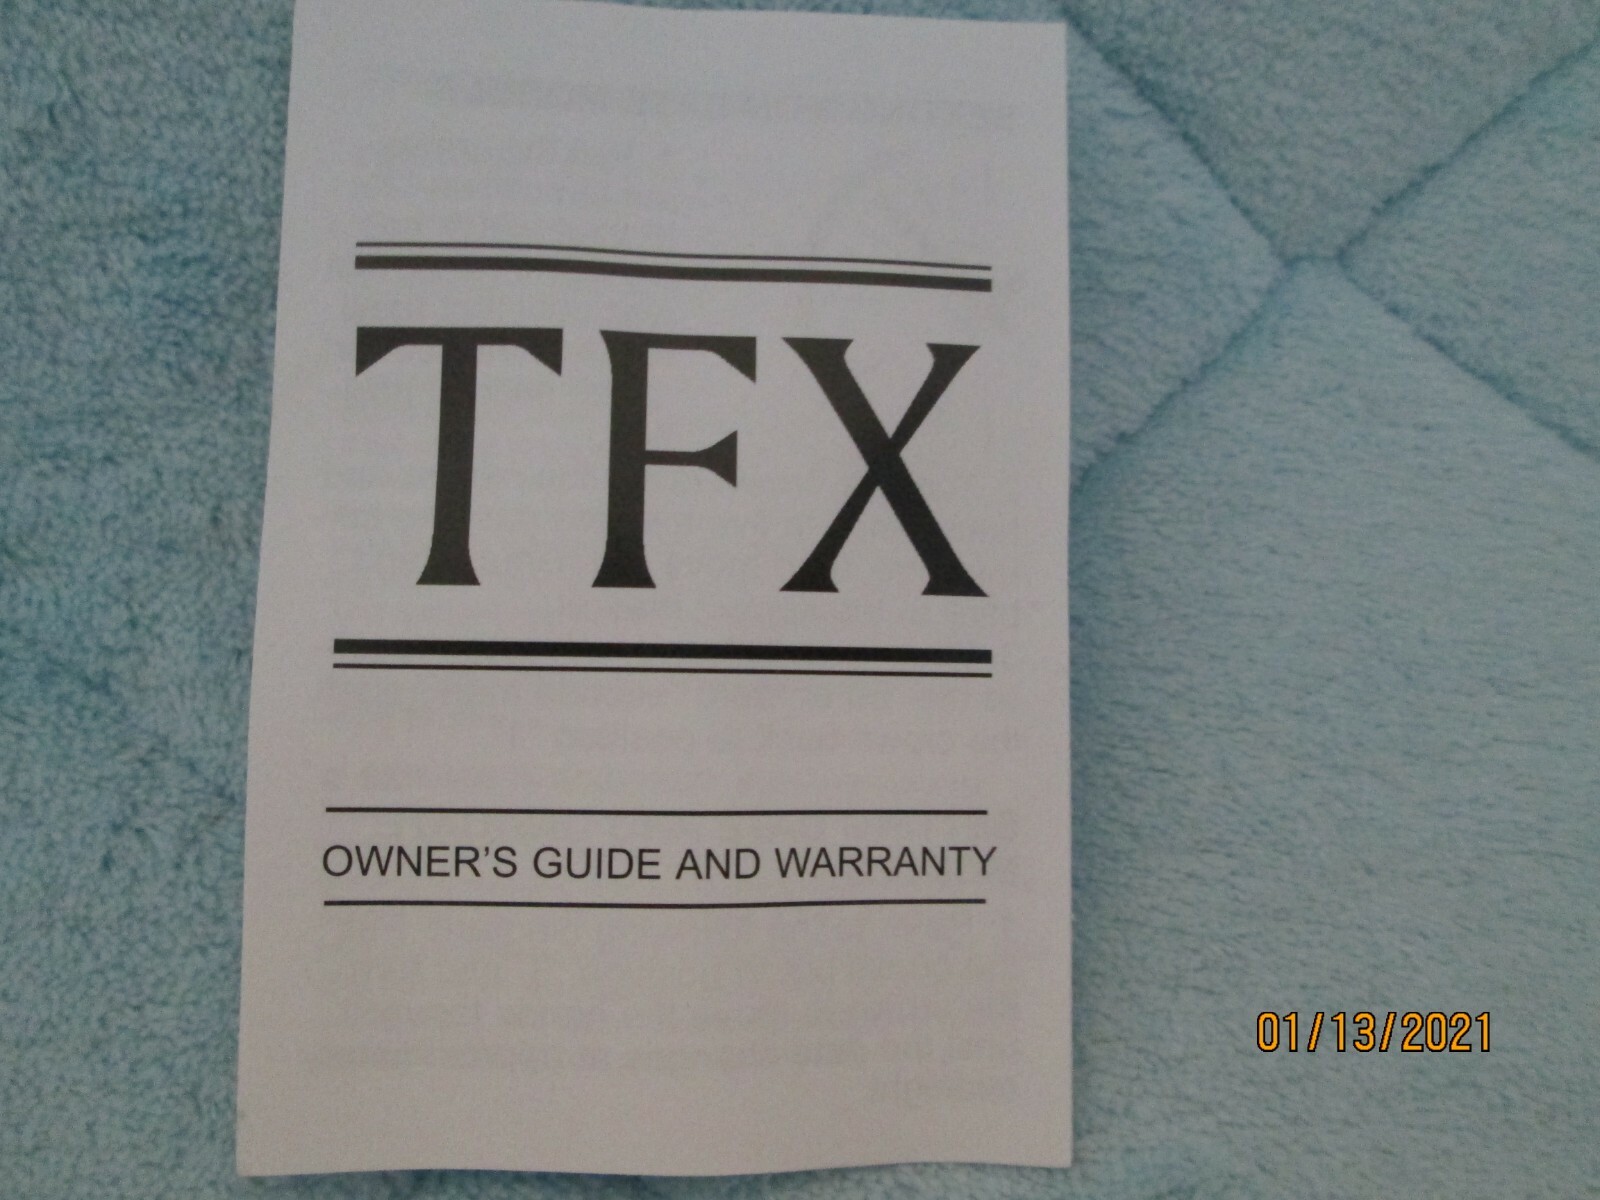 TFX
OWNER'S GUIDE AND WARRANTY
01/13/2021